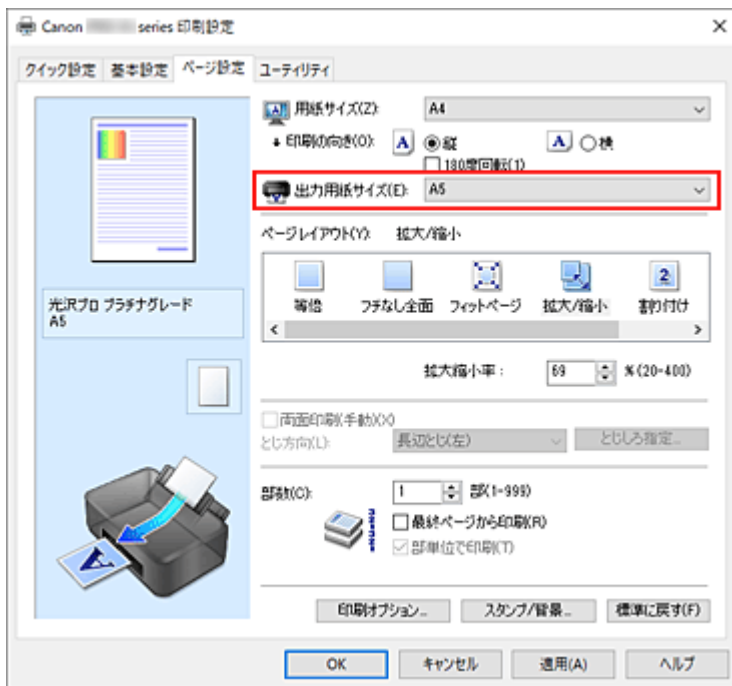 Canon series 印刷設定
クイック設定 基本設定 ページ設定 ユーティリティ
用紙サイズ(Z): A4
印刷の向き(O): A 縦 A 横
180度回転(1)
出力用紙サイズ(E): A5
ページレイアウト(Y): 拡大/縮小
等倍 フチなし全面 フィットページ 拡大/縮小 割り付け
光沢プロ プラチナグレード
A5
拡大縮小率: 69 % (20-400)
両面印刷(手動)(X)
とじ方向(L): 長辺とじ(左) とじしろ指定...
部数(C): 1 部(1-999)
最終ページから印刷(R)
部単位で印刷(T)
印刷オプション... スタンプ/背景... 標準に戻す(F)
OK キャンセル 適用(A) ヘルプ